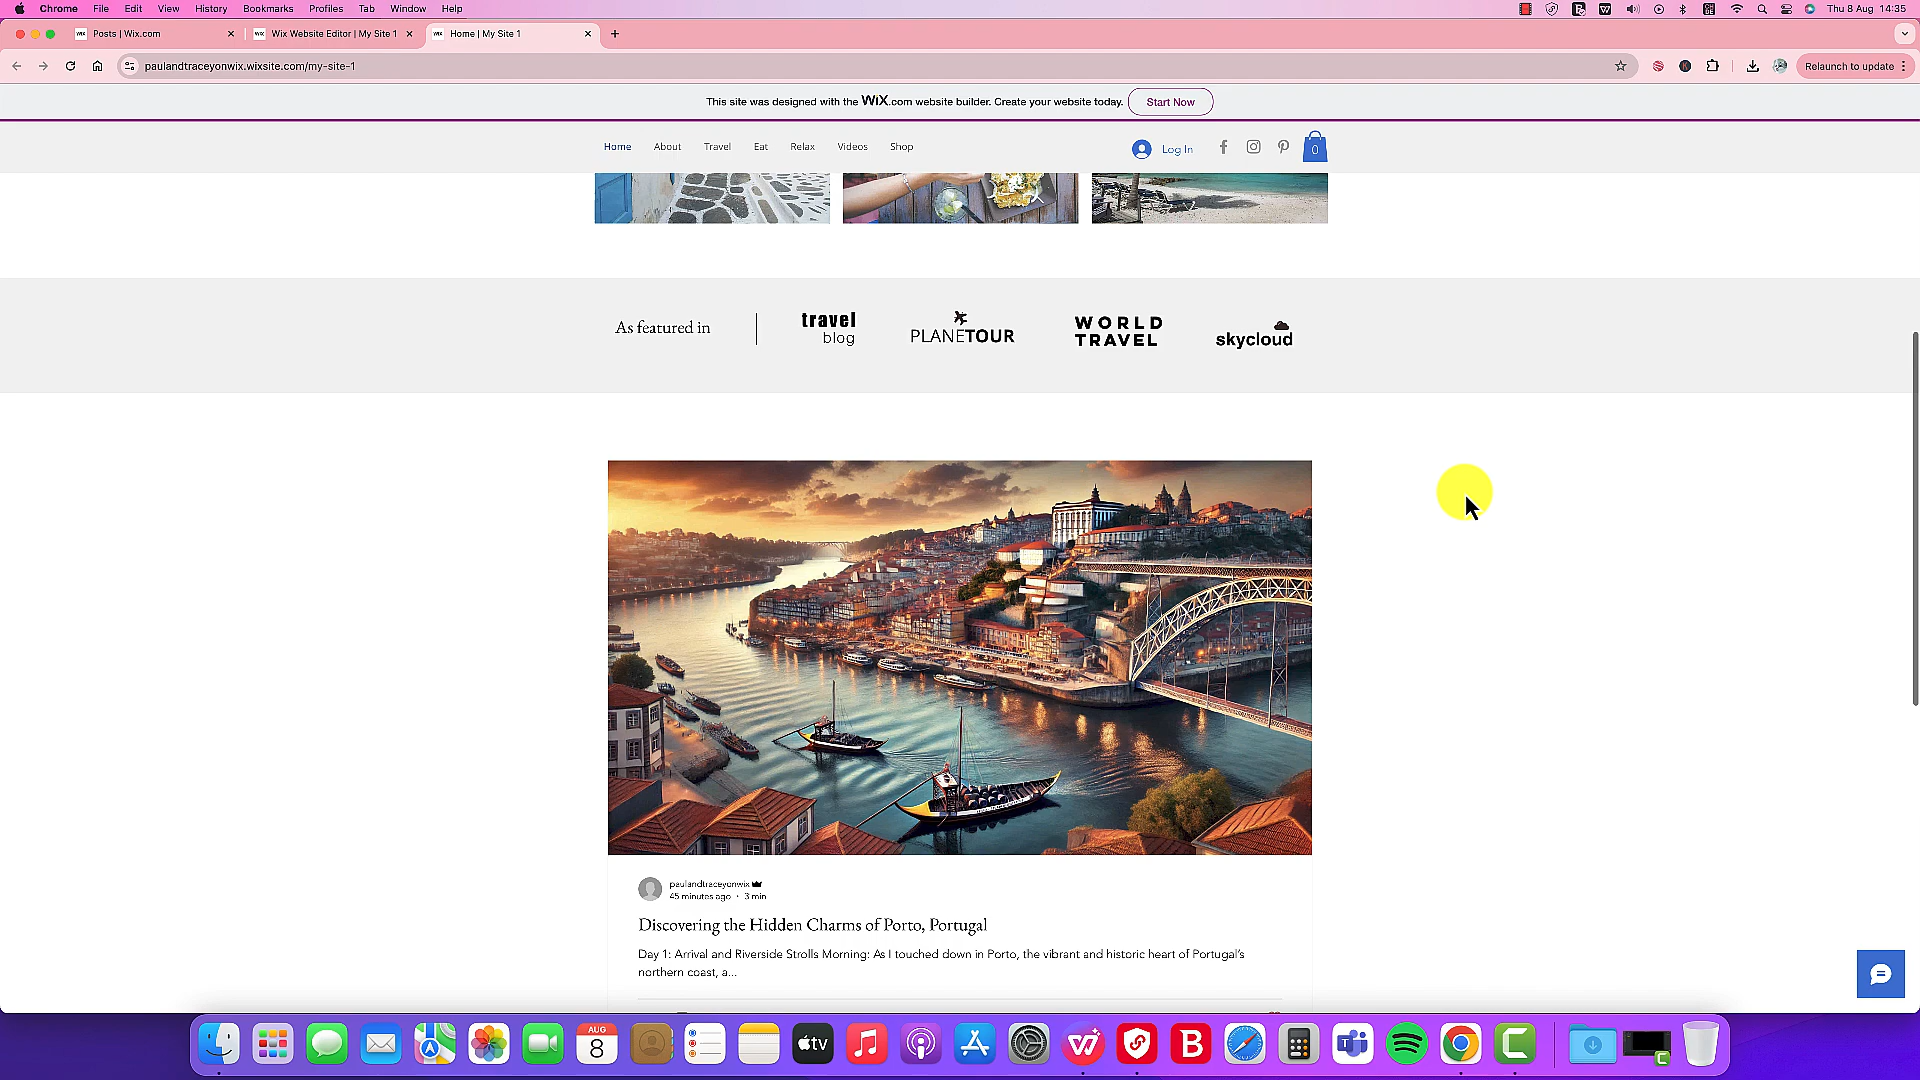 Chrome File Edit View History Bookmarks Profiles Tab Window Help Thu 8 Aug 14:35
Posts | Wix.com Wix Website Editor | My Site 1 Home | My Site 1
paulandtraceyonwix.wixsite.com/my-site-1 Relaunch to update
This site was designed with the WiX.com website builder. Create your website today. Start Now
Home About Travel Eat Relax Videos Shop Log In 0
As featured in
travel
blog
PLANETOUR
WORLD
TRAVEL
skycloud
paulandtraceyonwix
45 minutes ago · 3 min
Discovering the Hidden Charms of Porto, Portugal
Day 1: Arrival and Riverside Strolls Morning: As I touched down in Porto, the vibrant and historic heart of Portugal's
northern coast, a...
AUG
8
tv